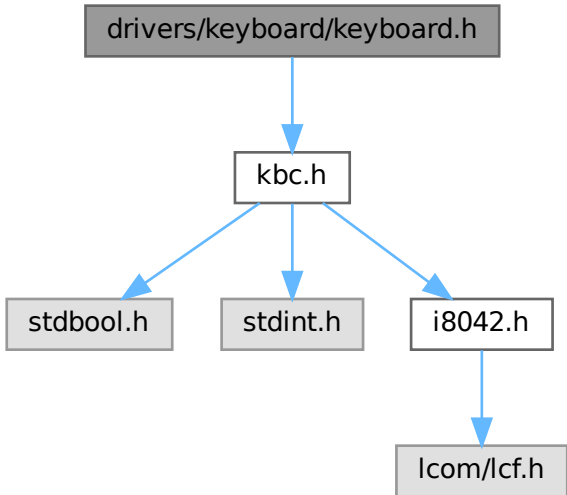 drivers/keyboard/keyboard.h
kbc.h
stdbool.h
stdint.h
i8042.h
lcom/lcf.h